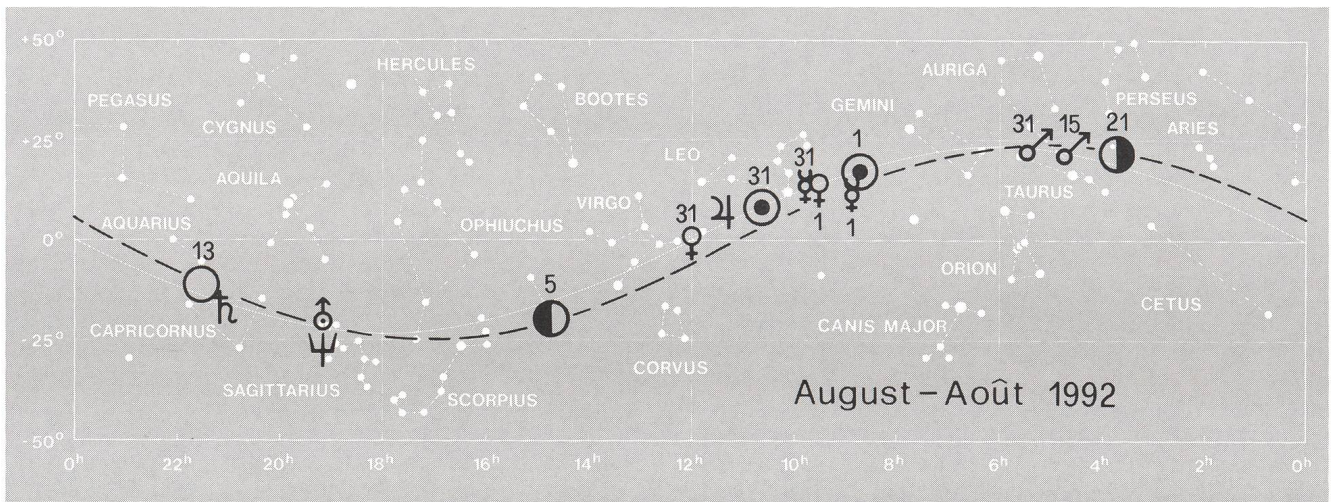 +50°
HERCULES
AURIGA
PEGASUS
BOOTES
GEMINI
PERSEUS
CYGNUS
31 15 21
ARIES
+25°
1
LEO
31
31
AQUILA
TAURUS
VIRGO
31
AQUARIUS
OPHIUCHUS
1
1
0°
13
ORION
5
CETUS
CAPRICORNUS
CANIS MAJOR
-25°
CORVUS
SAGITTARIUS
SCORPIUS
August – Août 1992
-50°
0h 22h 20h 18h 16h 14h 12h 10h 8h 6h 4h 2h 0h